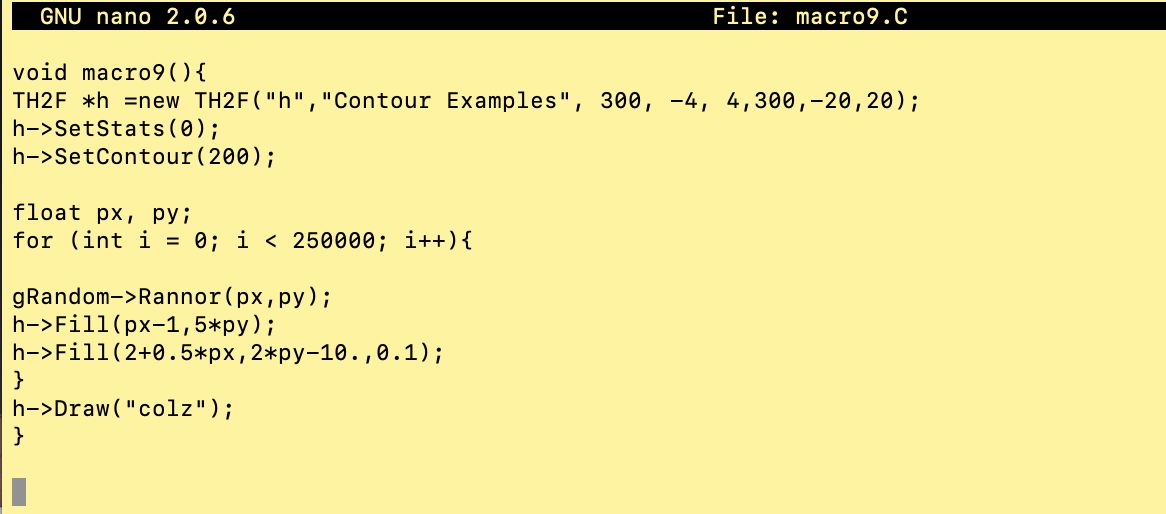 GNU nano 2.0.6 File: macro9.C
void macro9(){
TH2F *h =new TH2F("h","Contour Examples", 300, -4, 4,300,-20,20);
h->SetStats(0);
h->SetContour(200);
float px, py;
for (int i = 0; i < 250000; i++){
gRandom->Rannor(px,py);
h->Fill(px-1,5*py);
h->Fill(2+0.5*px,2*py-10.,0.1);
}
h->Draw("colz");
}